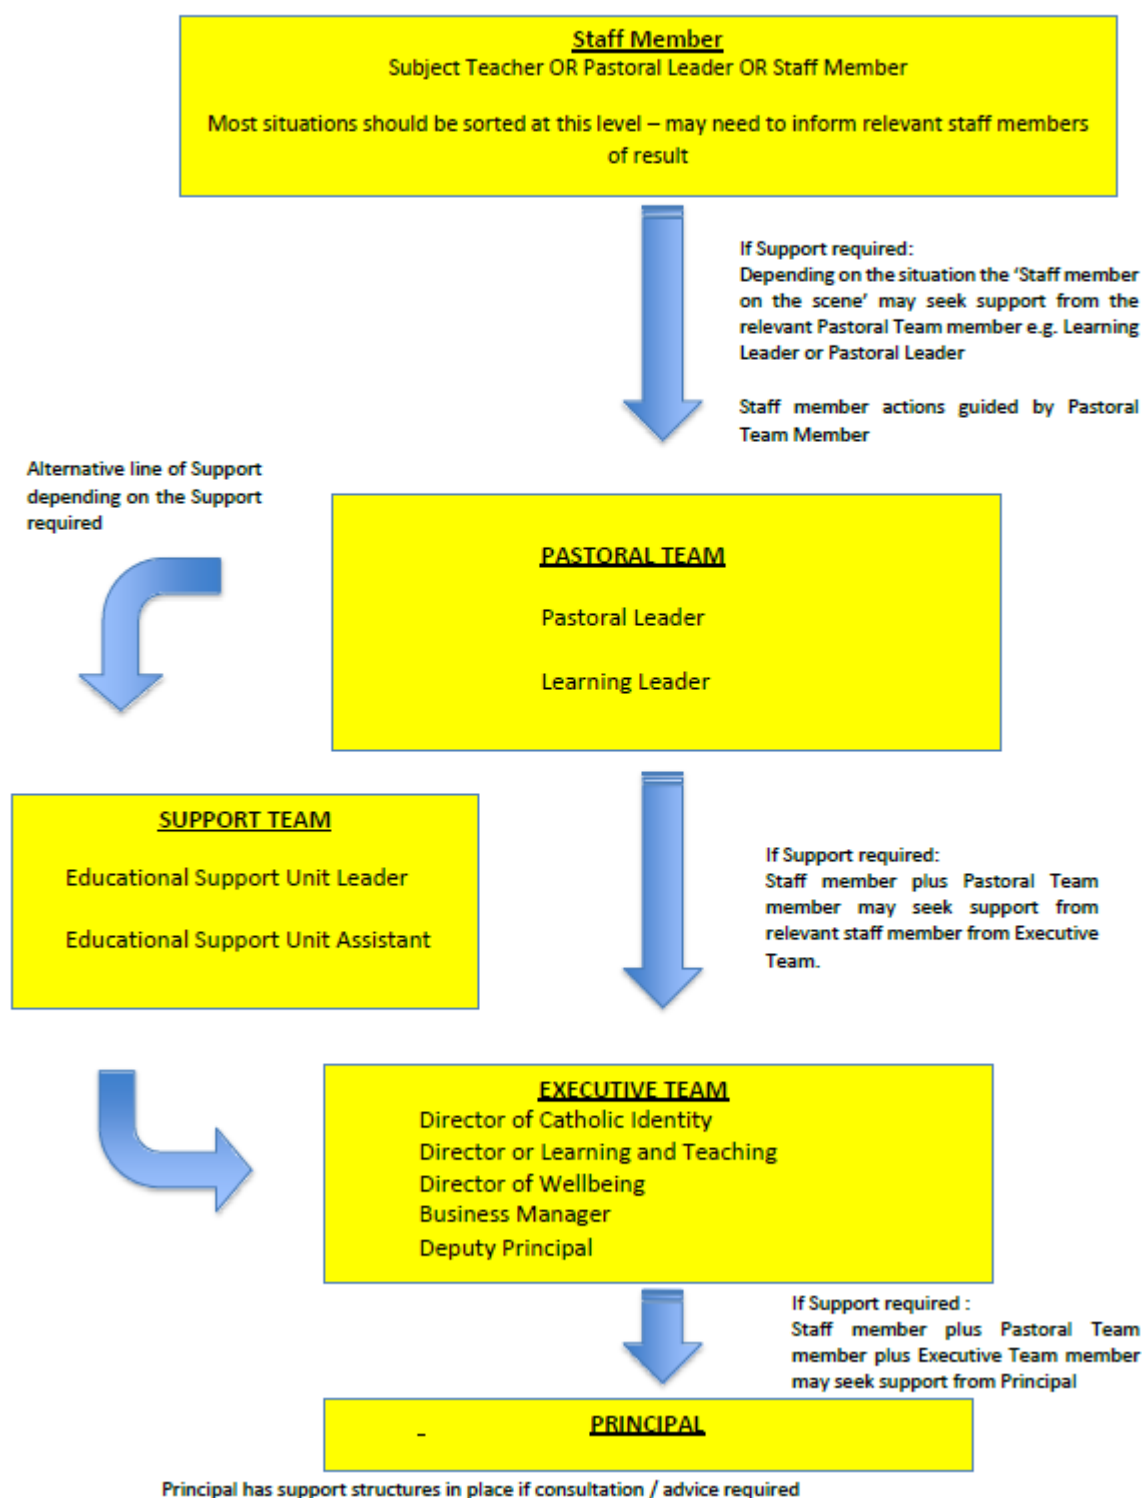 Staff Member
Subject Teacher OR Pastoral Leader OR Staff Member
Most situations should be sorted at this level – may need to inform relevant staff members
of result
If Support required:
Depending on the situation the ‘Staff member
on the scene’ may seek support from the
relevant Pastoral Team member e.g. Learning
Leader or Pastoral Leader
Staff member actions guided by Pastoral
Team Member
Alternative line of Support
depending on the Support
required
PASTORAL TEAM
Pastoral Leader
Learning Leader
SUPPORT TEAM
Educational Support Unit Leader
Educational Support Unit Assistant
If Support required:
Staff member plus Pastoral Team
member may seek support from
relevant staff member from Executive
Team.
EXECUTIVE TEAM
Director of Catholic Identity
Director or Learning and Teaching
Director of Wellbeing
Business Manager
Deputy Principal
If Support required :
Staff member plus Pastoral Team
member plus Executive Team member
may seek support from Principal
- PRINCIPAL
Principal has support structures in place if consultation / advice required